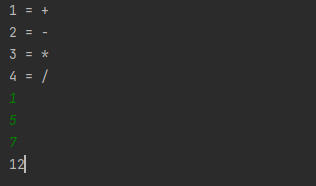 1 = +
2 = -
3 = *
4 = /
1
5
7
12